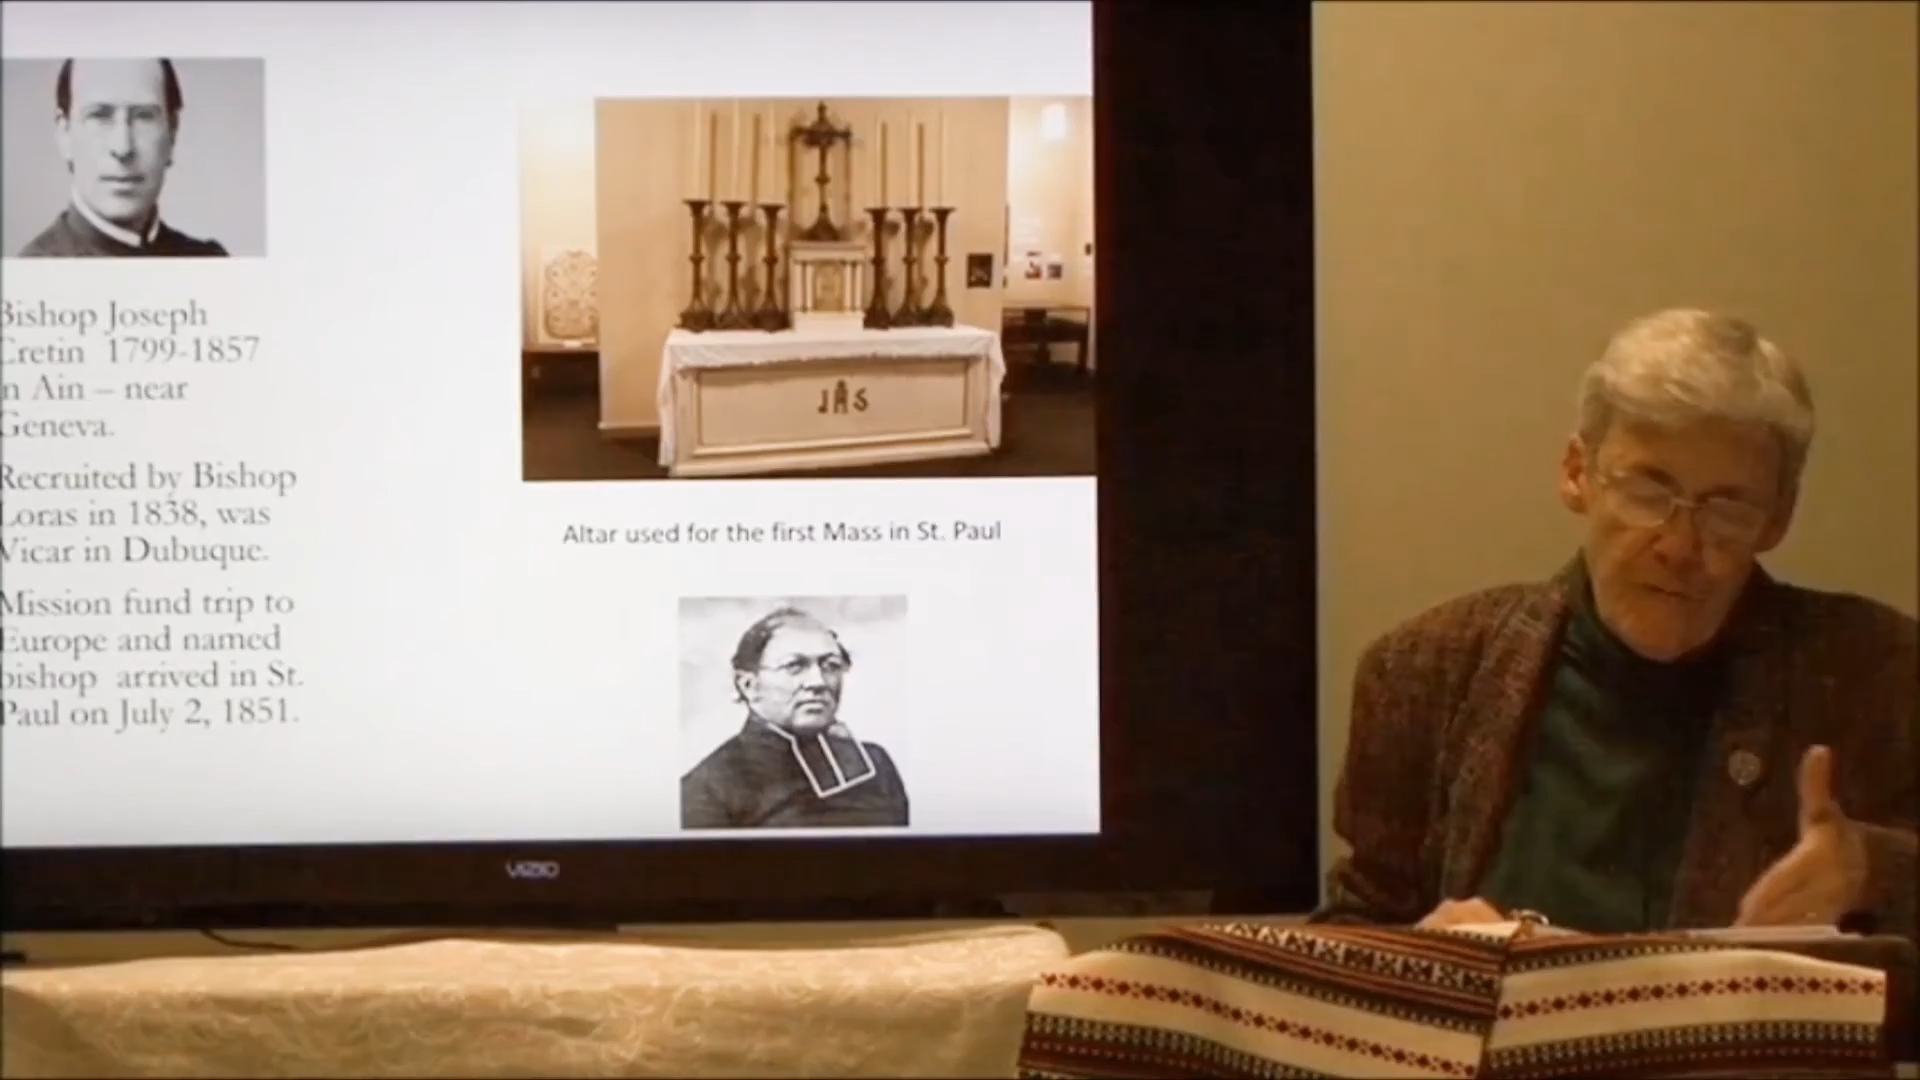 Bishop Joseph
Cretin 1799-1857
in Ain – near
Geneva.
Recruited by Bishop
Loras in 1838, was
Vicar in Dubuque.
Mission fund trip to
Europe and named
bishop arrived in St.
Paul on July 2, 1851.
JHS
Altar used for the first Mass in St. Paul
VIZIO